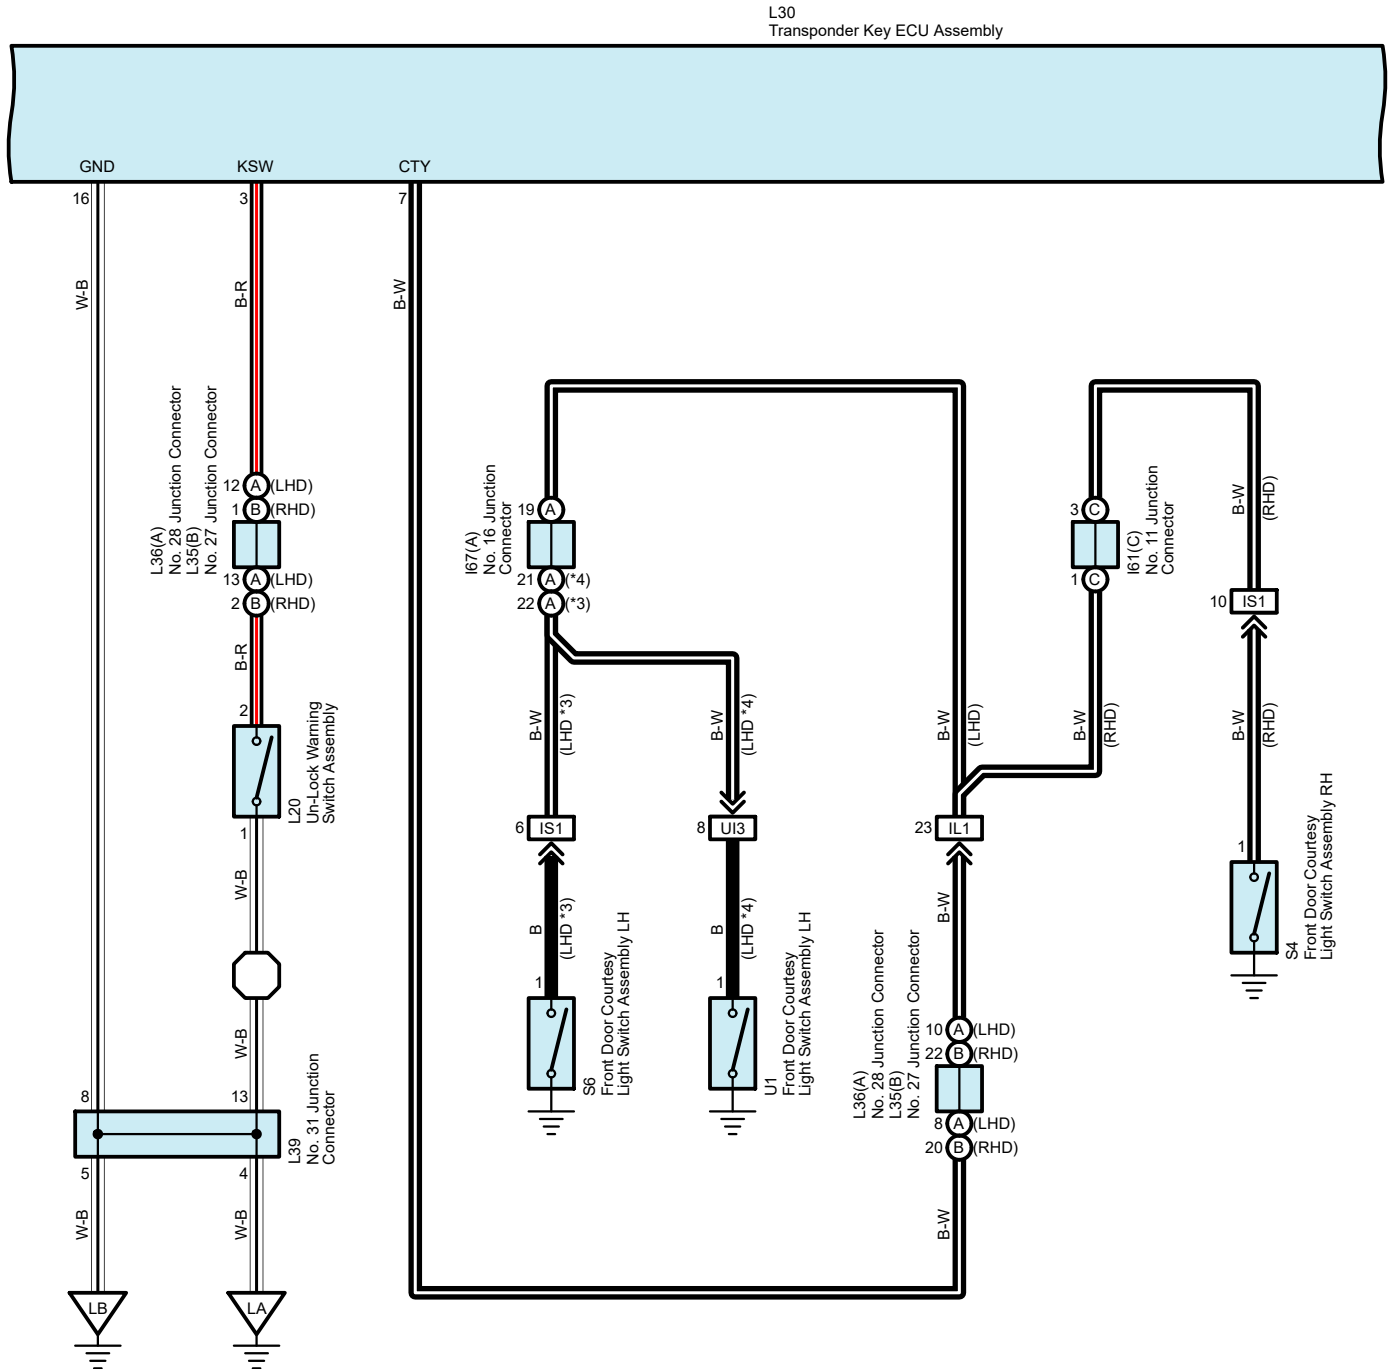 L30
Transponder Key ECU Assembly
GND
KSW
CTY
16
3
7
W-B
B-R
B-W
L36(A)
No. 28 Junction Connector
L35(B)
No. 27 Junction Connector
12 A (LHD)
1 B (RHD)
13 A (LHD)
2 B (RHD)
B-R
2
L20
Un-Lock Warning
Switch Assembly
1
W-B
W-B
8
13
L39
No. 31 Junction
Connector
5
4
W-B
W-B
LB
LA
I67(A)
No. 16 Junction
Connector
19 A
21 A (*4)
22 A (*3)
B-W
(LHD *3)
B-W
(LHD *4)
6 IS1
8 UI3
B
(LHD *3)
B
(LHD *4)
1
S6
Front Door Courtesy
Light Switch Assembly LH
1
U1
Front Door Courtesy
Light Switch Assembly LH
B-W
(LHD)
23 IL1
B-W
L36(A)
No. 28 Junction Connector
L35(B)
No. 27 Junction Connector
10 A (LHD)
22 B (RHD)
8 A (LHD)
20 B (RHD)
B-W
3 C
1 C
I61(C)
No. 11 Junction
Connector
B-W
(RHD)
B-W
(RHD)
10 IS1
B-W
(RHD)
1
S4
Front Door Courtesy
Light Switch Assembly RH